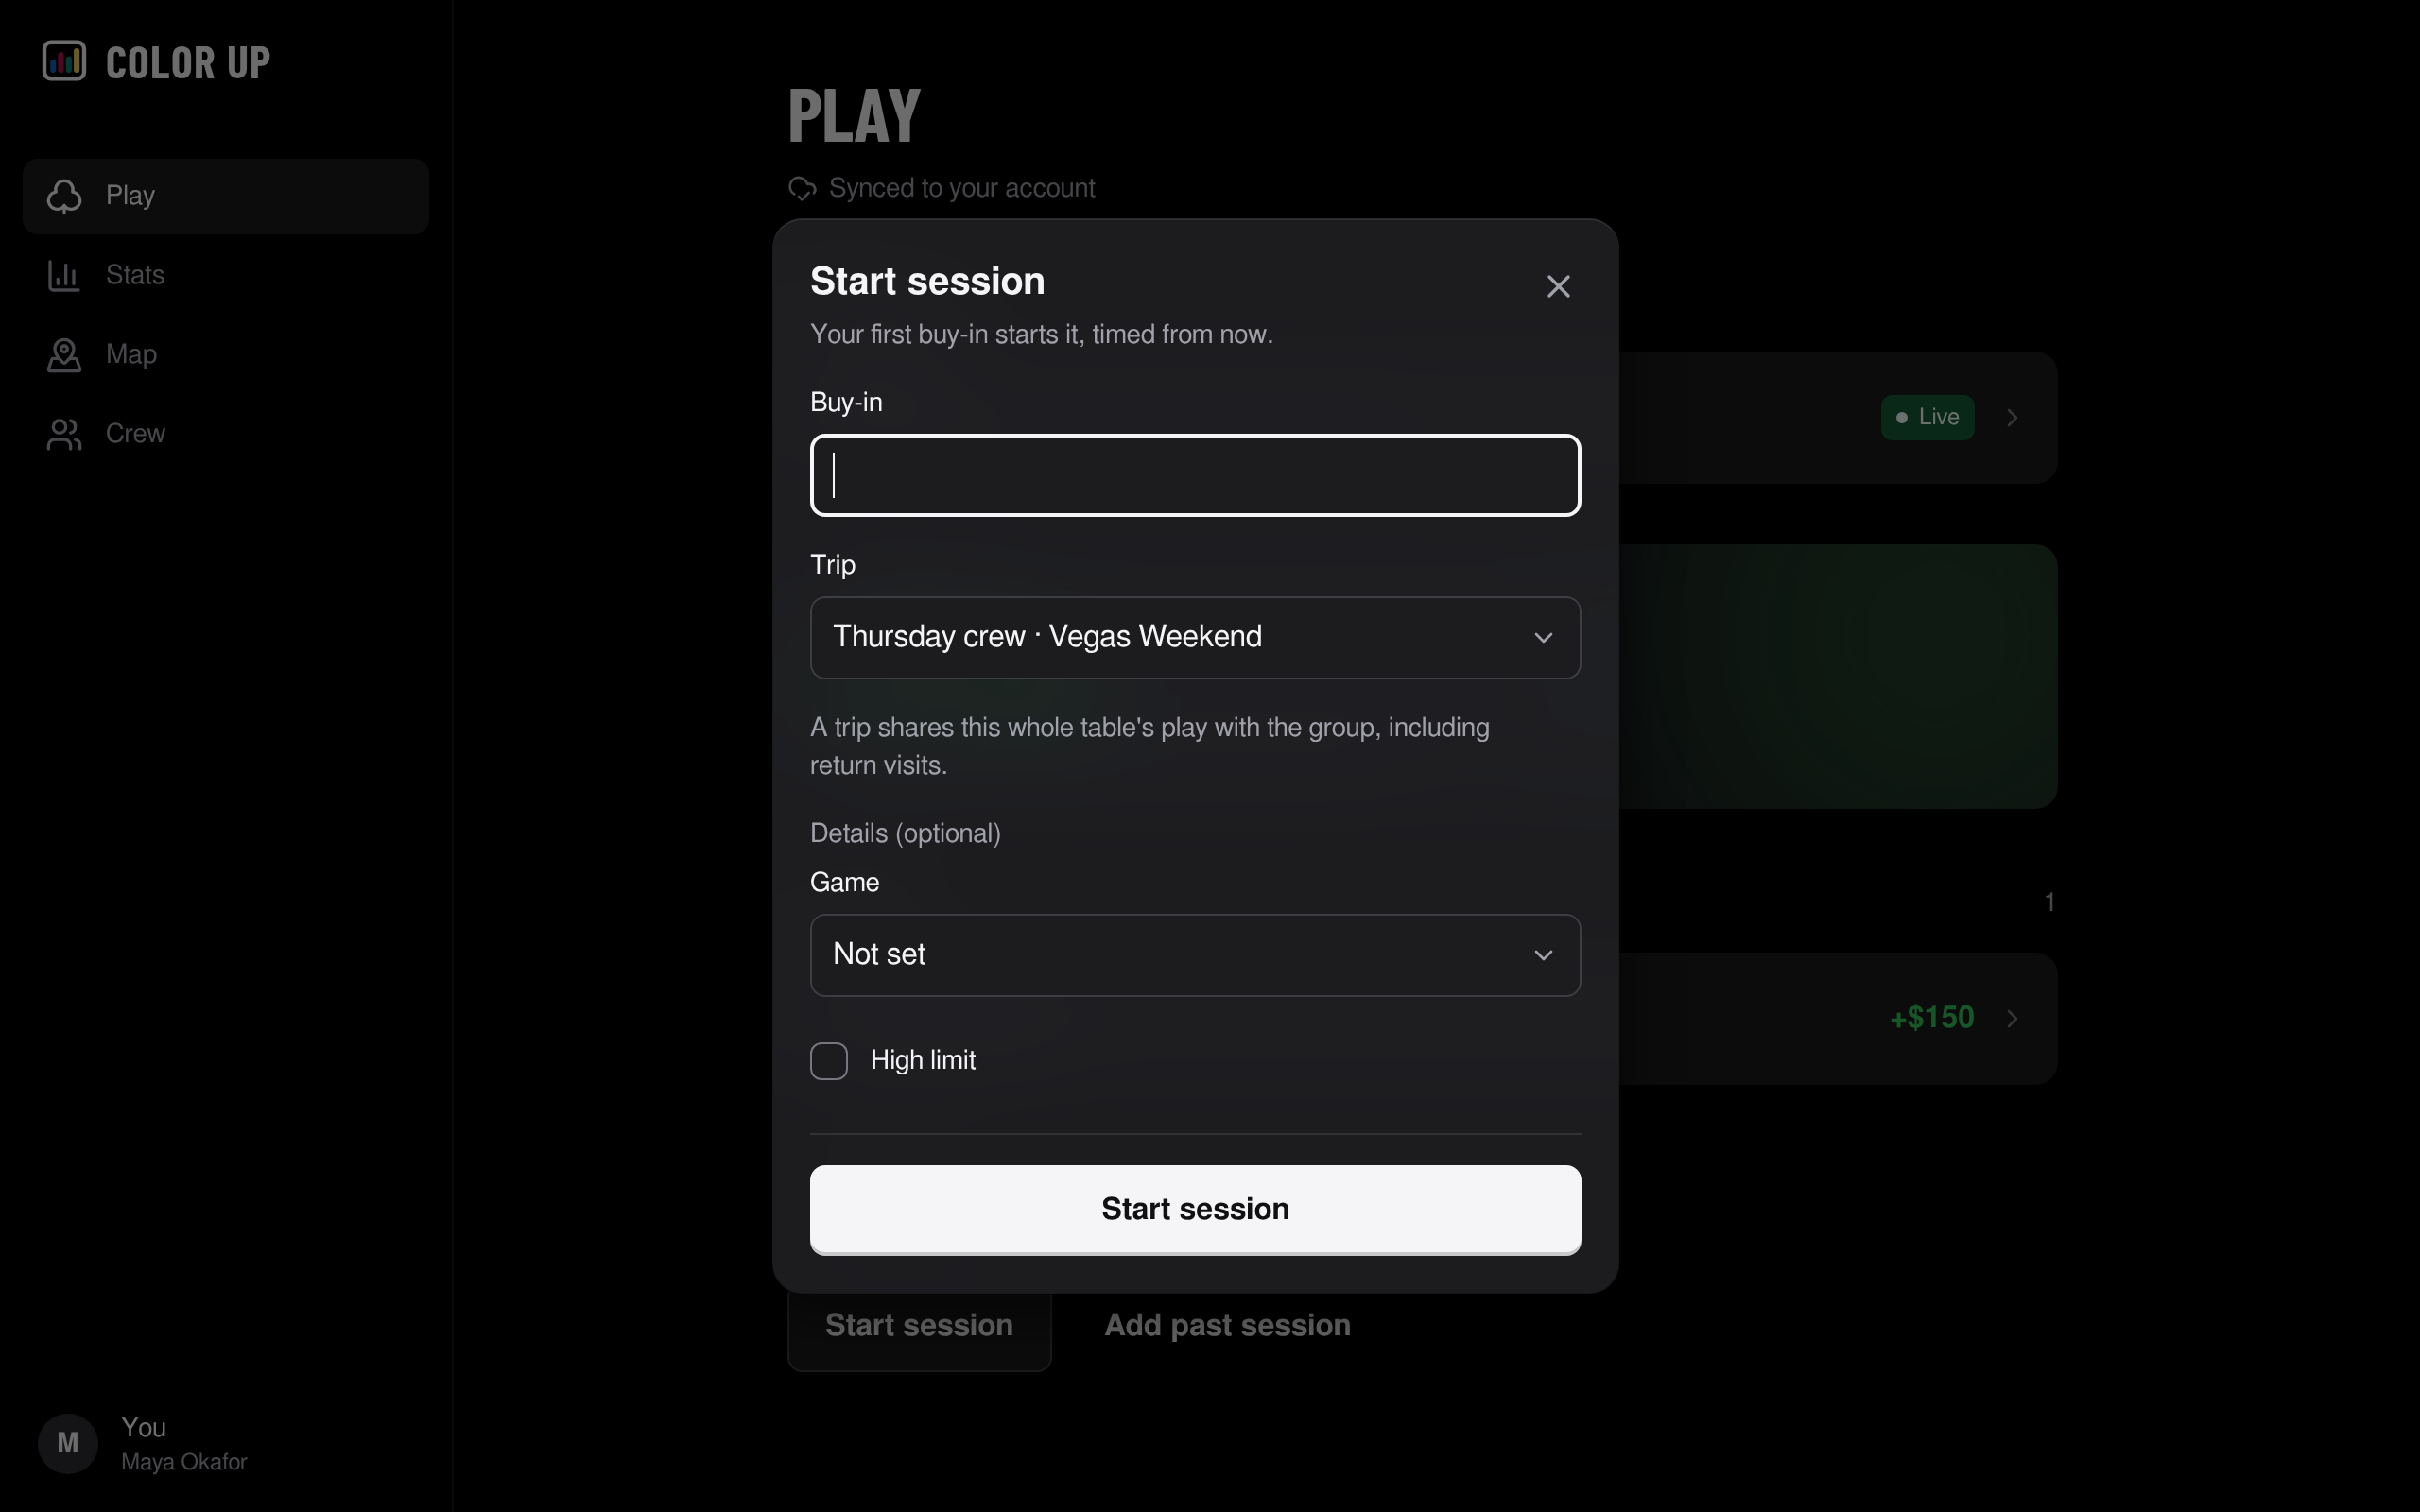 COLOR UP
Play
Stats
Map
Crew
M
You
Maya Okafor
PLAY
Synced to your account
Start session
Your first buy-in starts it, timed from now.
Buy-in
Trip
Thursday crew · Vegas Weekend
A trip shares this whole table's play with the group, including
return visits.
Details (optional)
Game
Not set
High limit
Start session
Live
1
+$150
Start session
Add past session